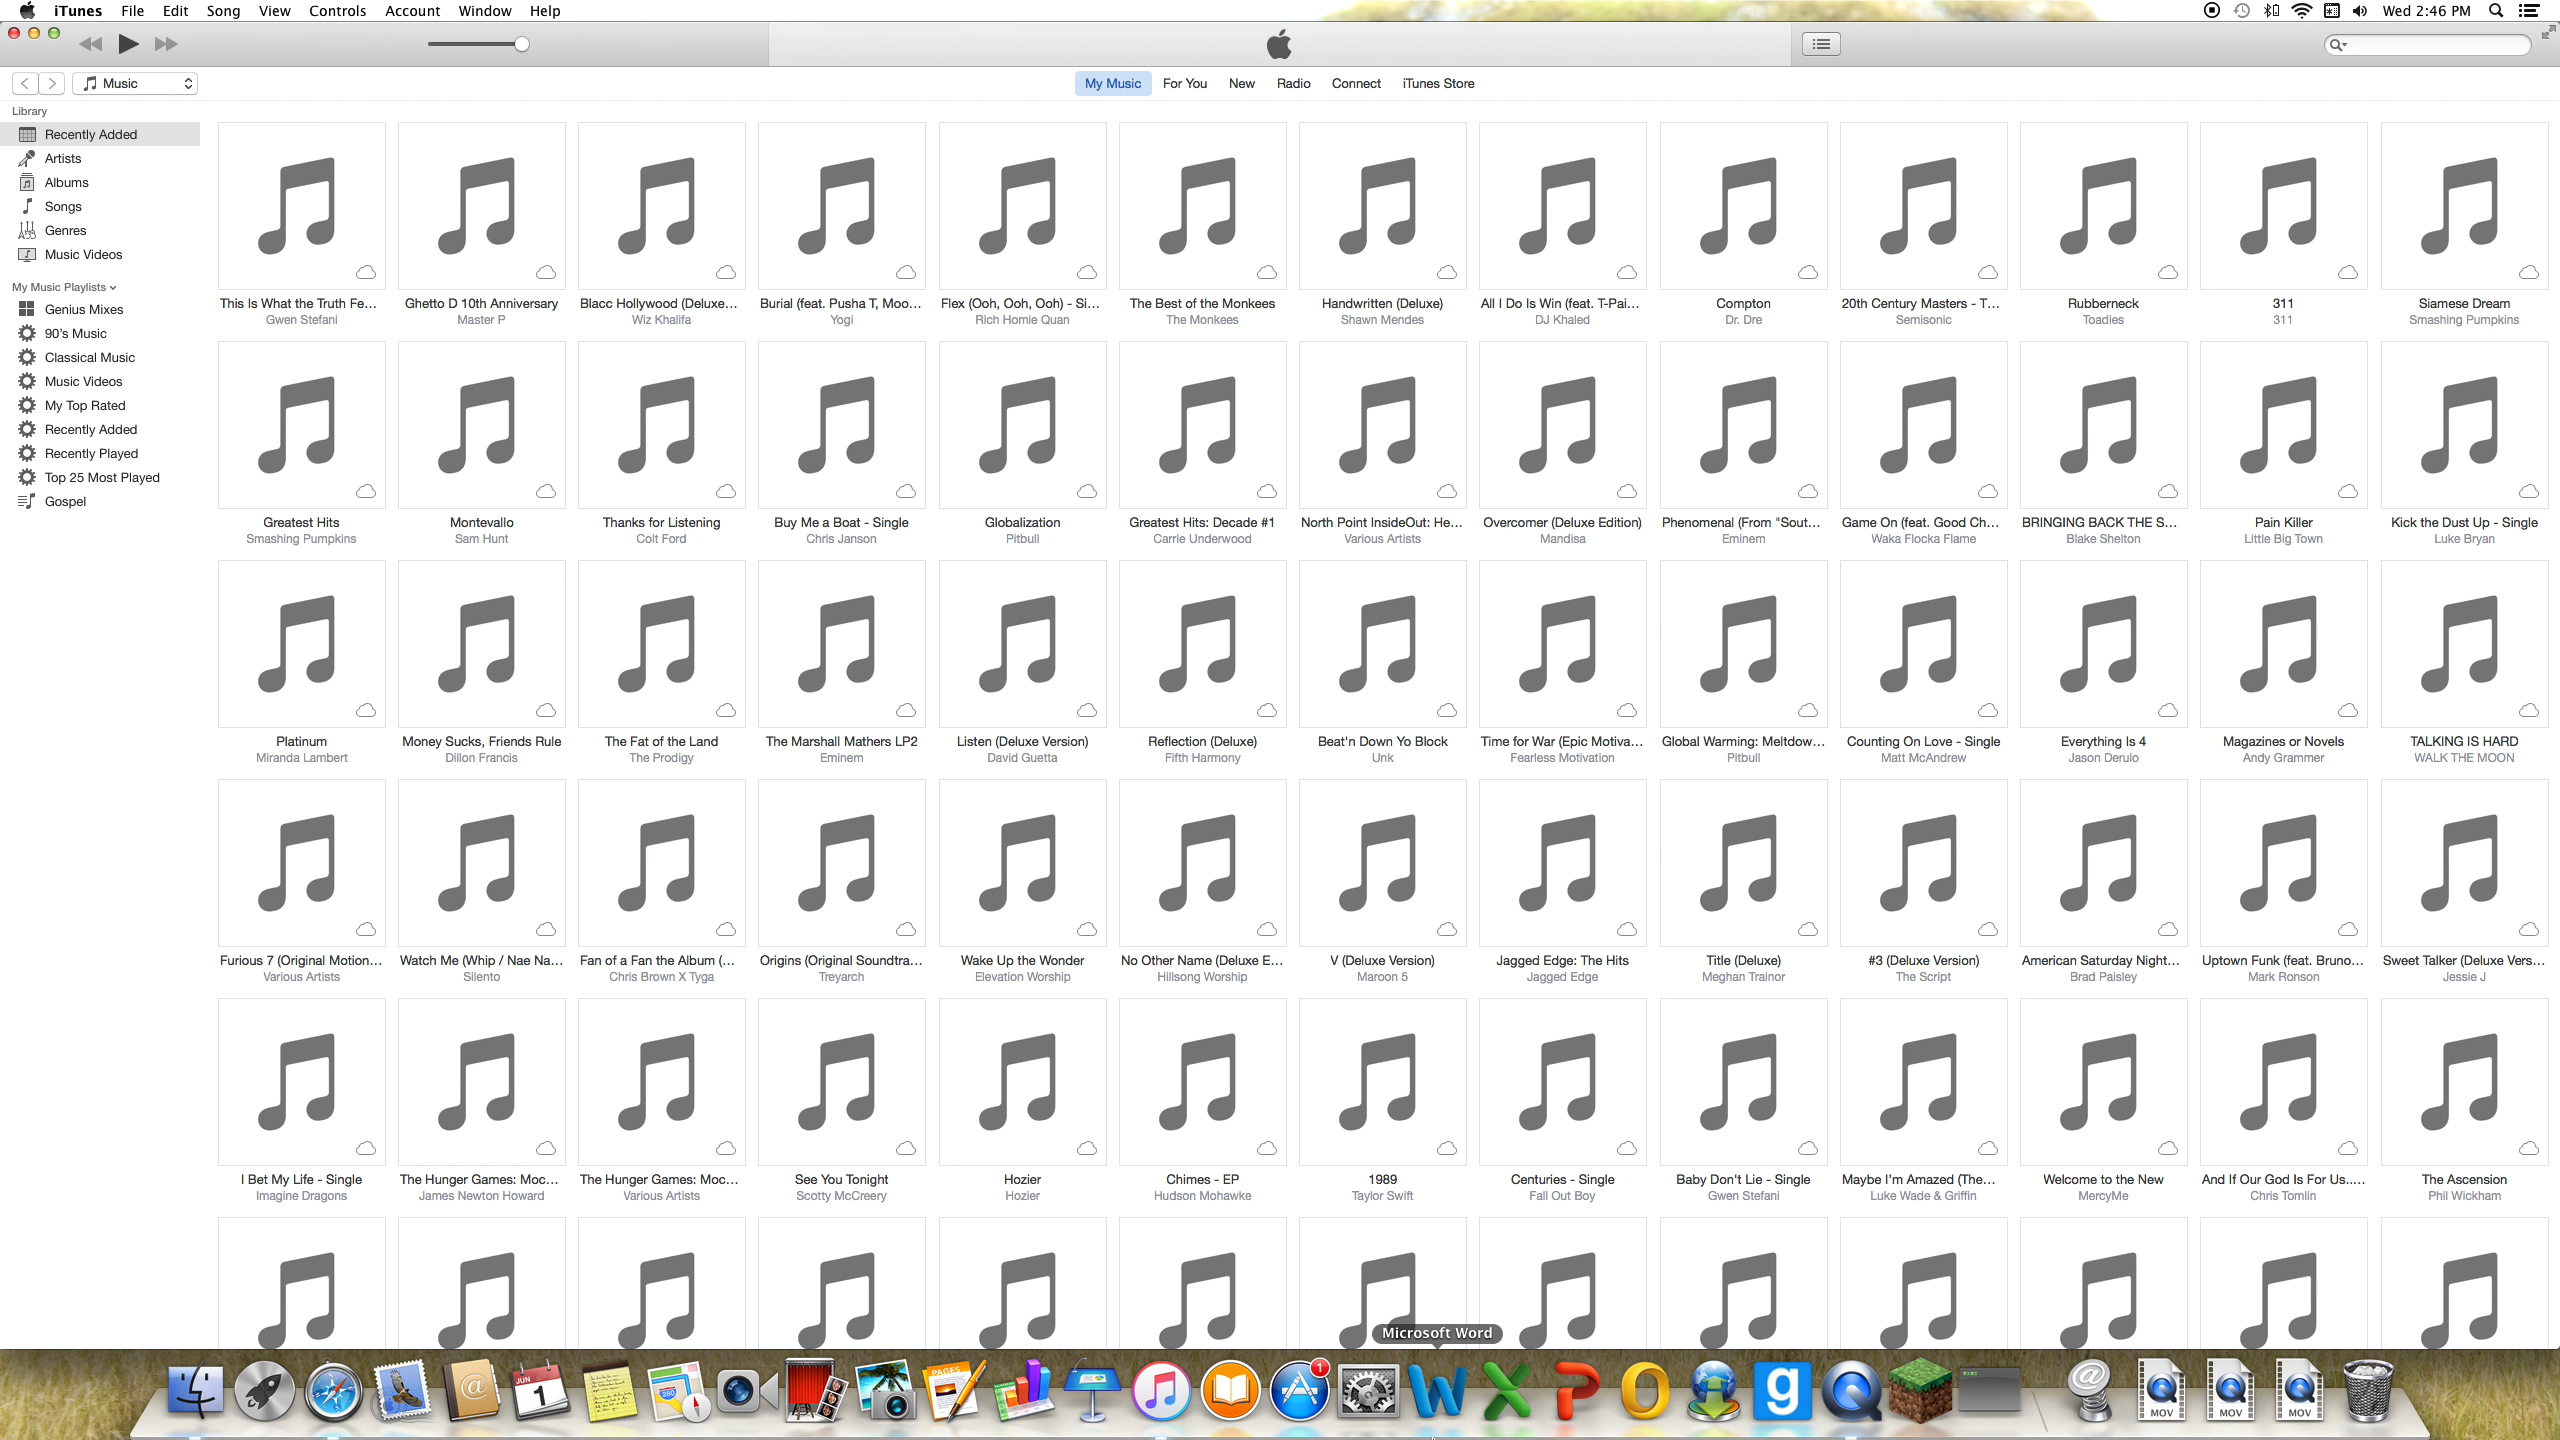 iTunes File Edit Song View Controls Account Window Help
Wed 2:46 PM
Music
My Music For You New Radio Connect iTunes Store
Library
Recently Added
Artists
Albums
Songs
Genres
Music Videos
My Music Playlists
Genius Mixes
90's Music
Classical Music
Music Videos
My Top Rated
Recently Added
Recently Played
Top 25 Most Played
Gospel
This Is What the Truth Fe... Ghetto D 10th Anniversary Blacc Hollywood (Deluxe... Burial (feat. Pusha T, Moo... Flex (Ooh, Ooh, Ooh) - Si... The Best of the Monkees Handwritten (Deluxe) All I Do Is Win (feat. T-Pai... Compton 20th Century Masters - T... Rubberneck 311 Siamese Dream
Gwen Stefani Master P Wiz Khalifa Yogi Rich Homie Quan The Monkees Shawn Mendes DJ Khaled Dr. Dre Semisonic Toadies 311 Smashing Pumpkins
Greatest Hits Montevallo Thanks for Listening Buy Me a Boat - Single Globalization Greatest Hits: Decade #1 North Point InsideOut: He... Overcomer (Deluxe Edition) Phenomenal (From "Sout... Game On (feat. Good Ch... BRINGING BACK THE S... Pain Killer Kick the Dust Up - Single
Smashing Pumpkins Sam Hunt Colt Ford Chris Janson Pitbull Carrie Underwood Various Artists Mandisa Eminem Waka Flocka Flame Blake Shelton Little Big Town Luke Bryan
Platinum Money Sucks, Friends Rule The Fat of the Land The Marshall Mathers LP2 Listen (Deluxe Version) Reflection (Deluxe) Beat'n Down Yo Block Time for War (Epic Motiva... Global Warming: Meltdow... Counting On Love - Single Everything Is 4 Magazines or Novels TALKING IS HARD
Miranda Lambert Dillon Francis The Prodigy Eminem David Guetta Fifth Harmony Unk Fearless Motivation Pitbull Matt McAndrew Jason Derulo Andy Grammer WALK THE MOON
Furious 7 (Original Motion... Watch Me (Whip / Nae Na... Fan of a Fan the Album (... Origins (Original Soundtra... Wake Up the Wonder No Other Name (Deluxe E... V (Deluxe Version) Jagged Edge: The Hits Title (Deluxe) #3 (Deluxe Version) American Saturday Night... Uptown Funk (feat. Bruno... Sweet Talker (Deluxe Vers...
Various Artists Silento Chris Brown X Tyga Treyarch Elevation Worship Hillsong Worship Maroon 5 Jagged Edge Meghan Trainor The Script Brad Paisley Mark Ronson Jessie J
I Bet My Life - Single The Hunger Games: Moc... The Hunger Games: Moc... See You Tonight Hozier Chimes - EP 1989 Centuries - Single Baby Don't Lie - Single Maybe I'm Amazed (The... Welcome to the New And If Our God Is For Us.... The Ascension
Imagine Dragons James Newton Howard Various Artists Scotty McCreery Hozier Hudson Mohawke Taylor Swift Fall Out Boy Gwen Stefani Luke Wade & Griffin MercyMe Chris Tomlin Phil Wickham
Microsoft Word
JUN
1
280
PAGES
1
exec
MOV MOV MOV